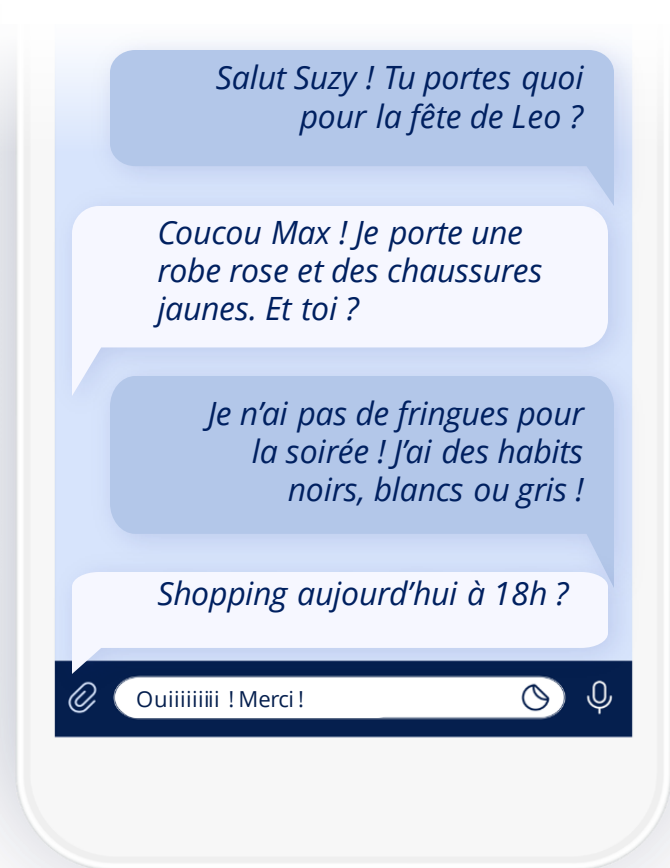 Salut Suzy ! Tu portes quoi
pour la fête de Leo ?
Coucou Max ! Je porte une
robe rose et des chaussures
jaunes. Et toi ?
Je n’ai pas de fringues pour
la soirée ! J’ai des habits
noirs, blancs ou gris !
Shopping aujourd’hui à 18h ?
Ouiiiiiiiii ! Merci !